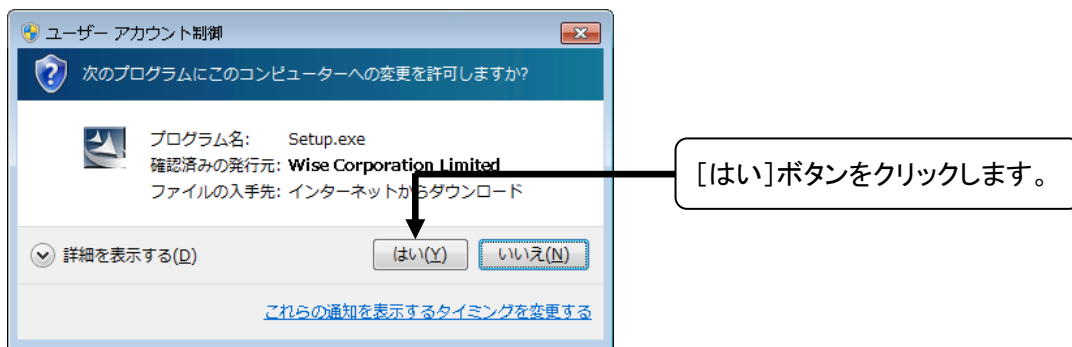 ユーザー アカウント制御
次のプログラムにこのコンピューターへの変更を許可しますか?
プログラム名: Setup.exe
確認済みの発行元: Wise Corporation Limited
ファイルの入手先: インターネットからダウンロード
[はい]ボタンをクリックします。
詳細を表示する(D) はい(Y) いいえ(N)
これらの通知を表示するタイミングを変更する